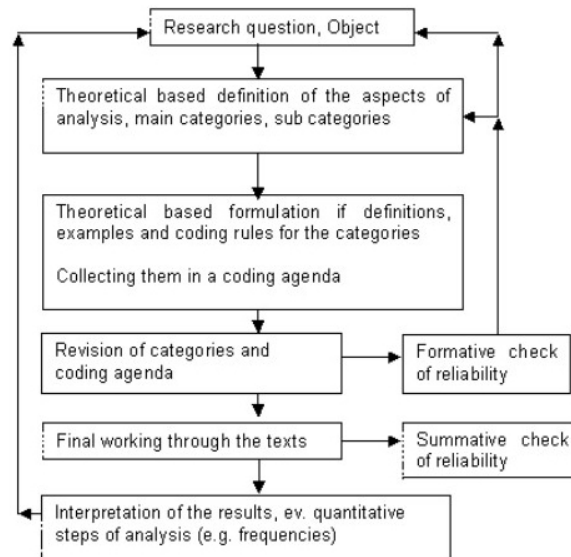 Research question, Object
Theoretical based definition of the aspects of
analysis, main categories, sub categories
Theoretical based formulation if definitions,
examples and coding rules for the categories
Collecting them in a coding agenda
Revision of categories and
coding agenda
Formative check
of reliability
Final working through the texts
Summative check
of reliability
Interpretation of the results, ev. quantitative
steps of analysis (e.g. frequencies)